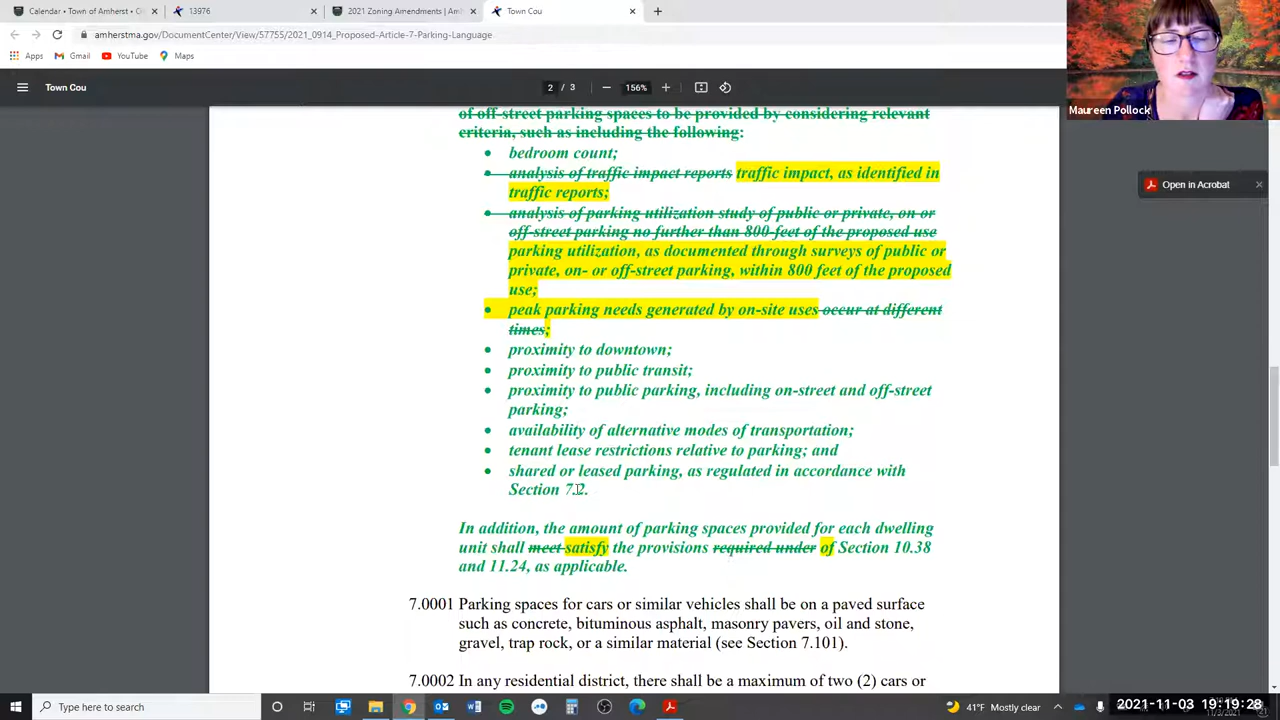 Calendar • Town of Amherst • C
13976
2021 Zoning Amendments | Amh
Town Cou
amherstma.gov/DocumentCenter/View/57755/2021_0914_Proposed-Article-7-Parking-Language
Apps
Gmail
YouTube
Maps
Town Cou
2 / 3
156%
Maureen Pollock
Open in Acrobat
of off-street parking spaces to be provided by considering relevant
criteria, such as including the following:
• bedroom count;
• analysis of traffic impact reports traffic impact, as identified in
traffic reports;
• analysis of parking utilization study of public or private, on or
off-street parking no further than 800-feet of the proposed use
parking utilization, as documented through surveys of public or
private, on- or off-street parking, within 800 feet of the proposed
use;
• peak parking needs generated by on-site uses occur at different
times;
• proximity to downtown;
• proximity to public transit;
• proximity to public parking, including on-street and off-street
parking;
• availability of alternative modes of transportation;
• tenant lease restrictions relative to parking; and
• shared or leased parking, as regulated in accordance with
Section 7.2.
In addition, the amount of parking spaces provided for each dwelling
unit shall meet satisfy the provisions required under of Section 10.38
and 11.24, as applicable.
7.0001 Parking spaces for cars or similar vehicles shall be on a paved surface
such as concrete, bituminous asphalt, masonry pavers, oil and stone,
gravel, trap rock, or a similar material (see Section 7.101).
7.0002 In any residential district, there shall be a maximum of two (2) cars or
Type here to search
41°F Mostly clear
2021-11-03 19:19:28